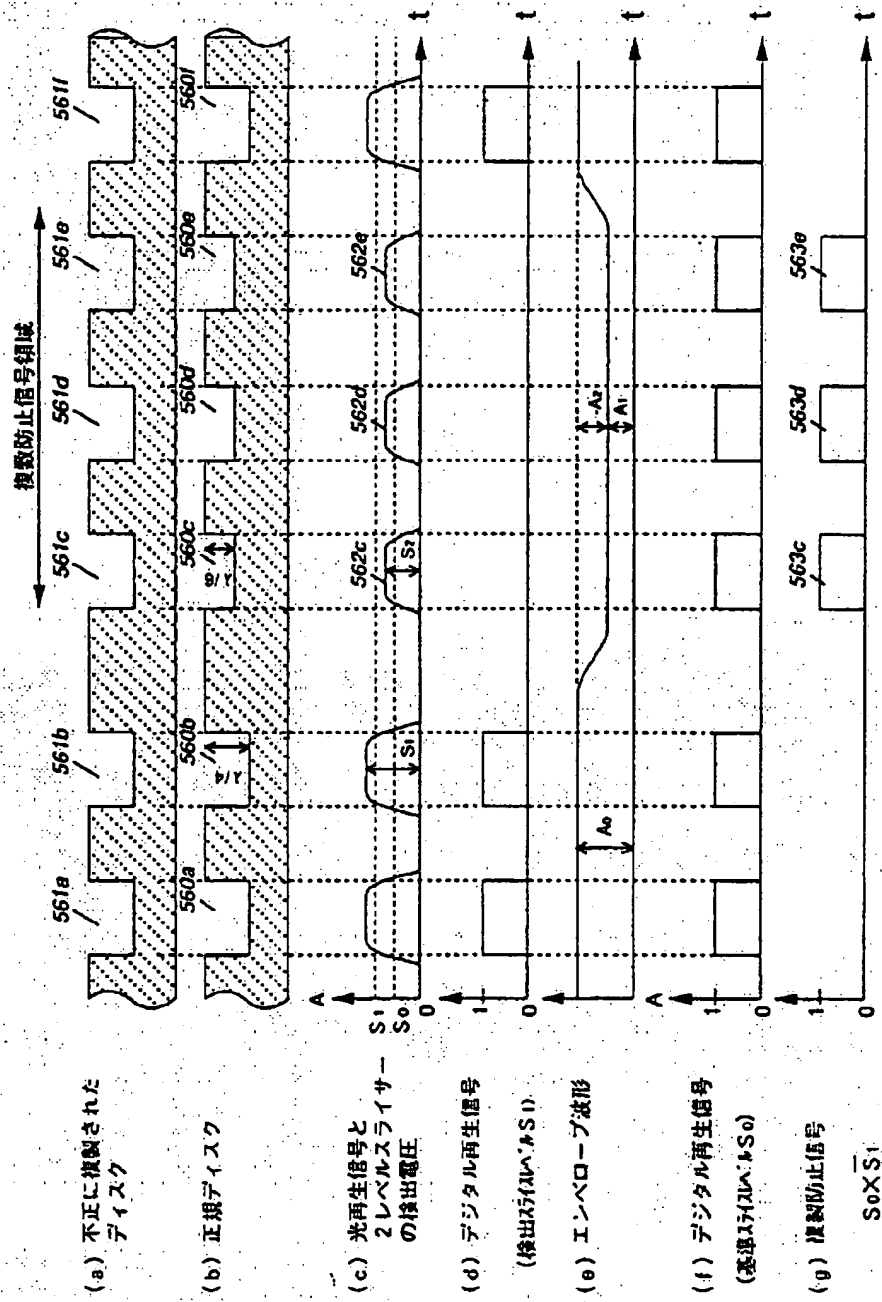 複数防止信号領域
561a 561b 561c 561d 561e 561f
(a) 不正に複製された
ディスク
560a 560b 560c 560d 560e 560f
λ/4 λ/6
(b) 正規ディスク
562c 562d 562e
A
S1
S0
0
S1 S2
t
(c) 光再生信号と
2レベルスライサー
の検出電圧
1
0
t
(d) デジタル再生信号
(検出スライスレベルS1)
A0 A2 A1
t
(e) エンベロープ波形
A
1
0
t
(f) デジタル再生信号
(基準スライスレベルS0)
563c 563d 563e
1
0
t
(g) 複製防止信号
S0×S̄1